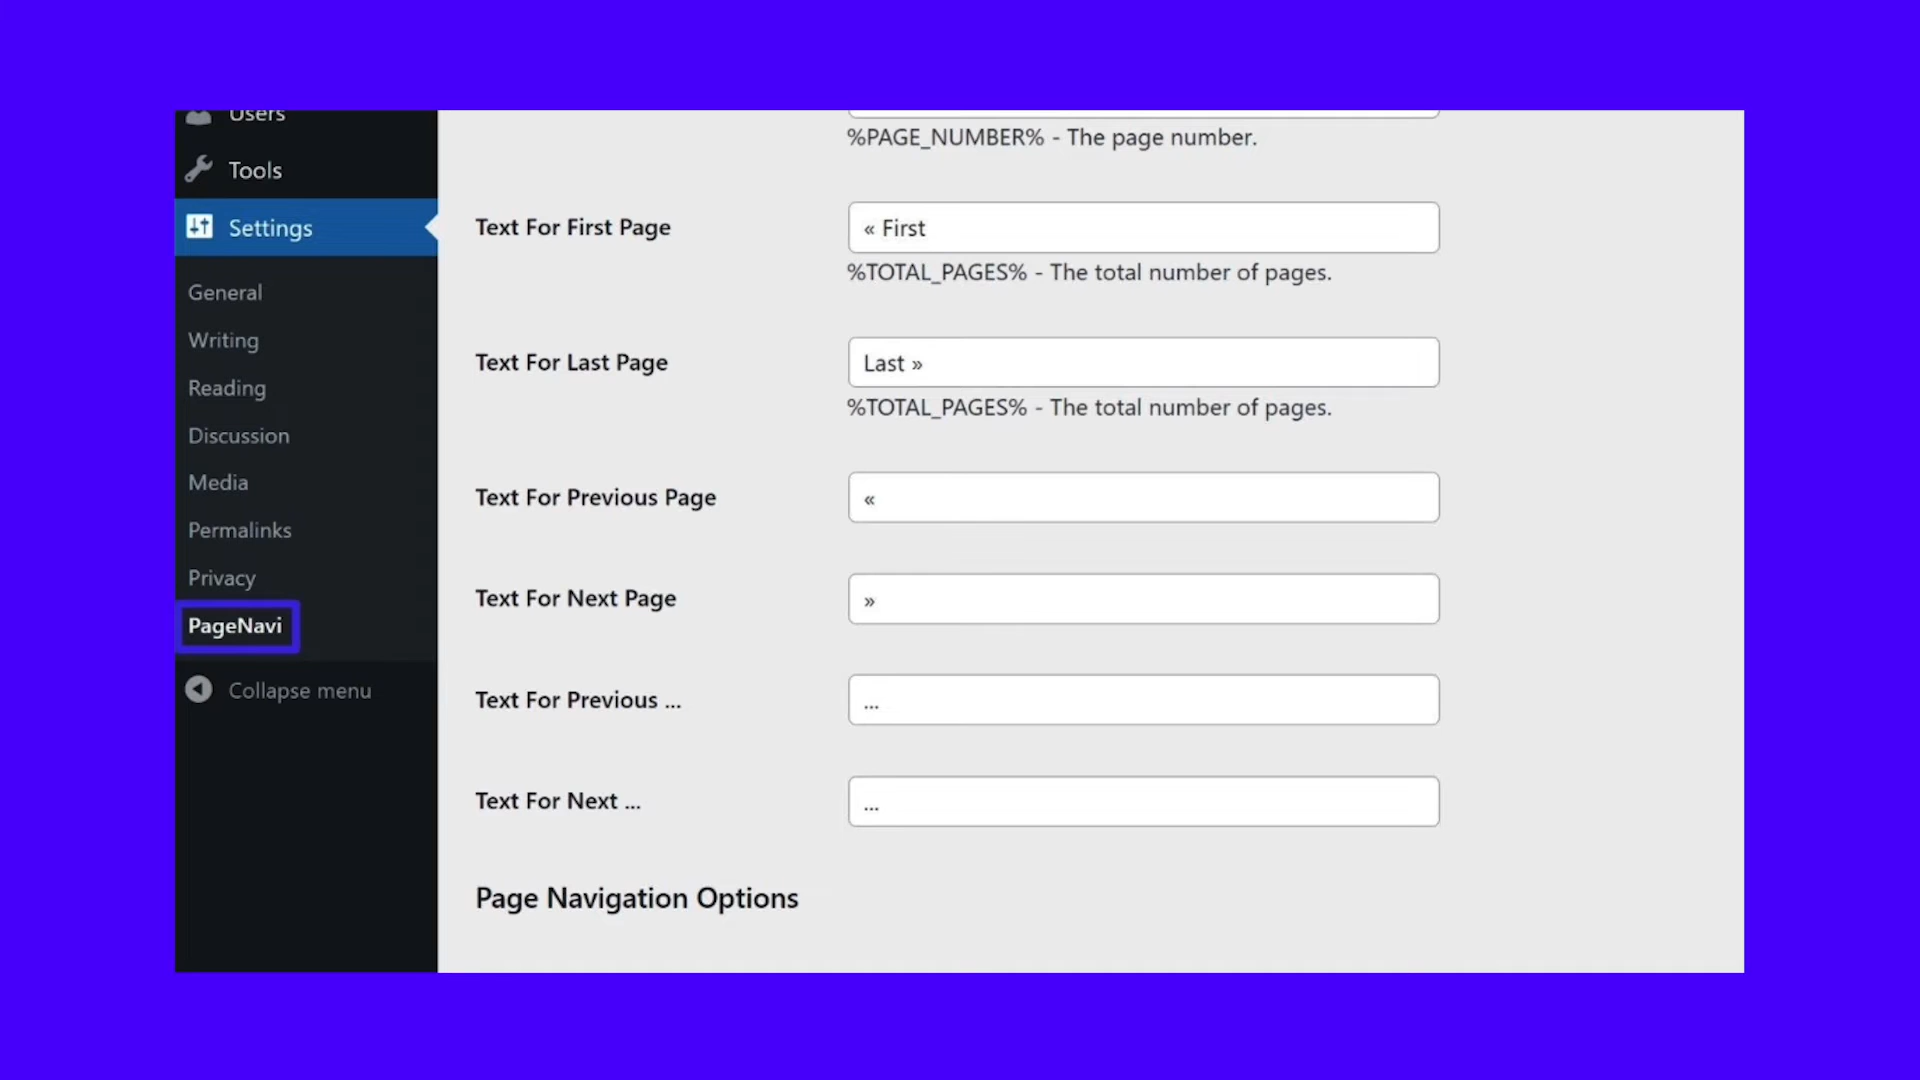 Users
Tools
Settings
General
Writing
Reading
Discussion
Media
Permalinks
Privacy
PageNavi
Collapse menu
%PAGE_NUMBER% - The page number.
Text For First Page
« First
%TOTAL_PAGES% - The total number of pages.
Text For Last Page
Last »
%TOTAL_PAGES% - The total number of pages.
Text For Previous Page
«
Text For Next Page
»
Text For Previous ...
...
Text For Next ...
...
Page Navigation Options